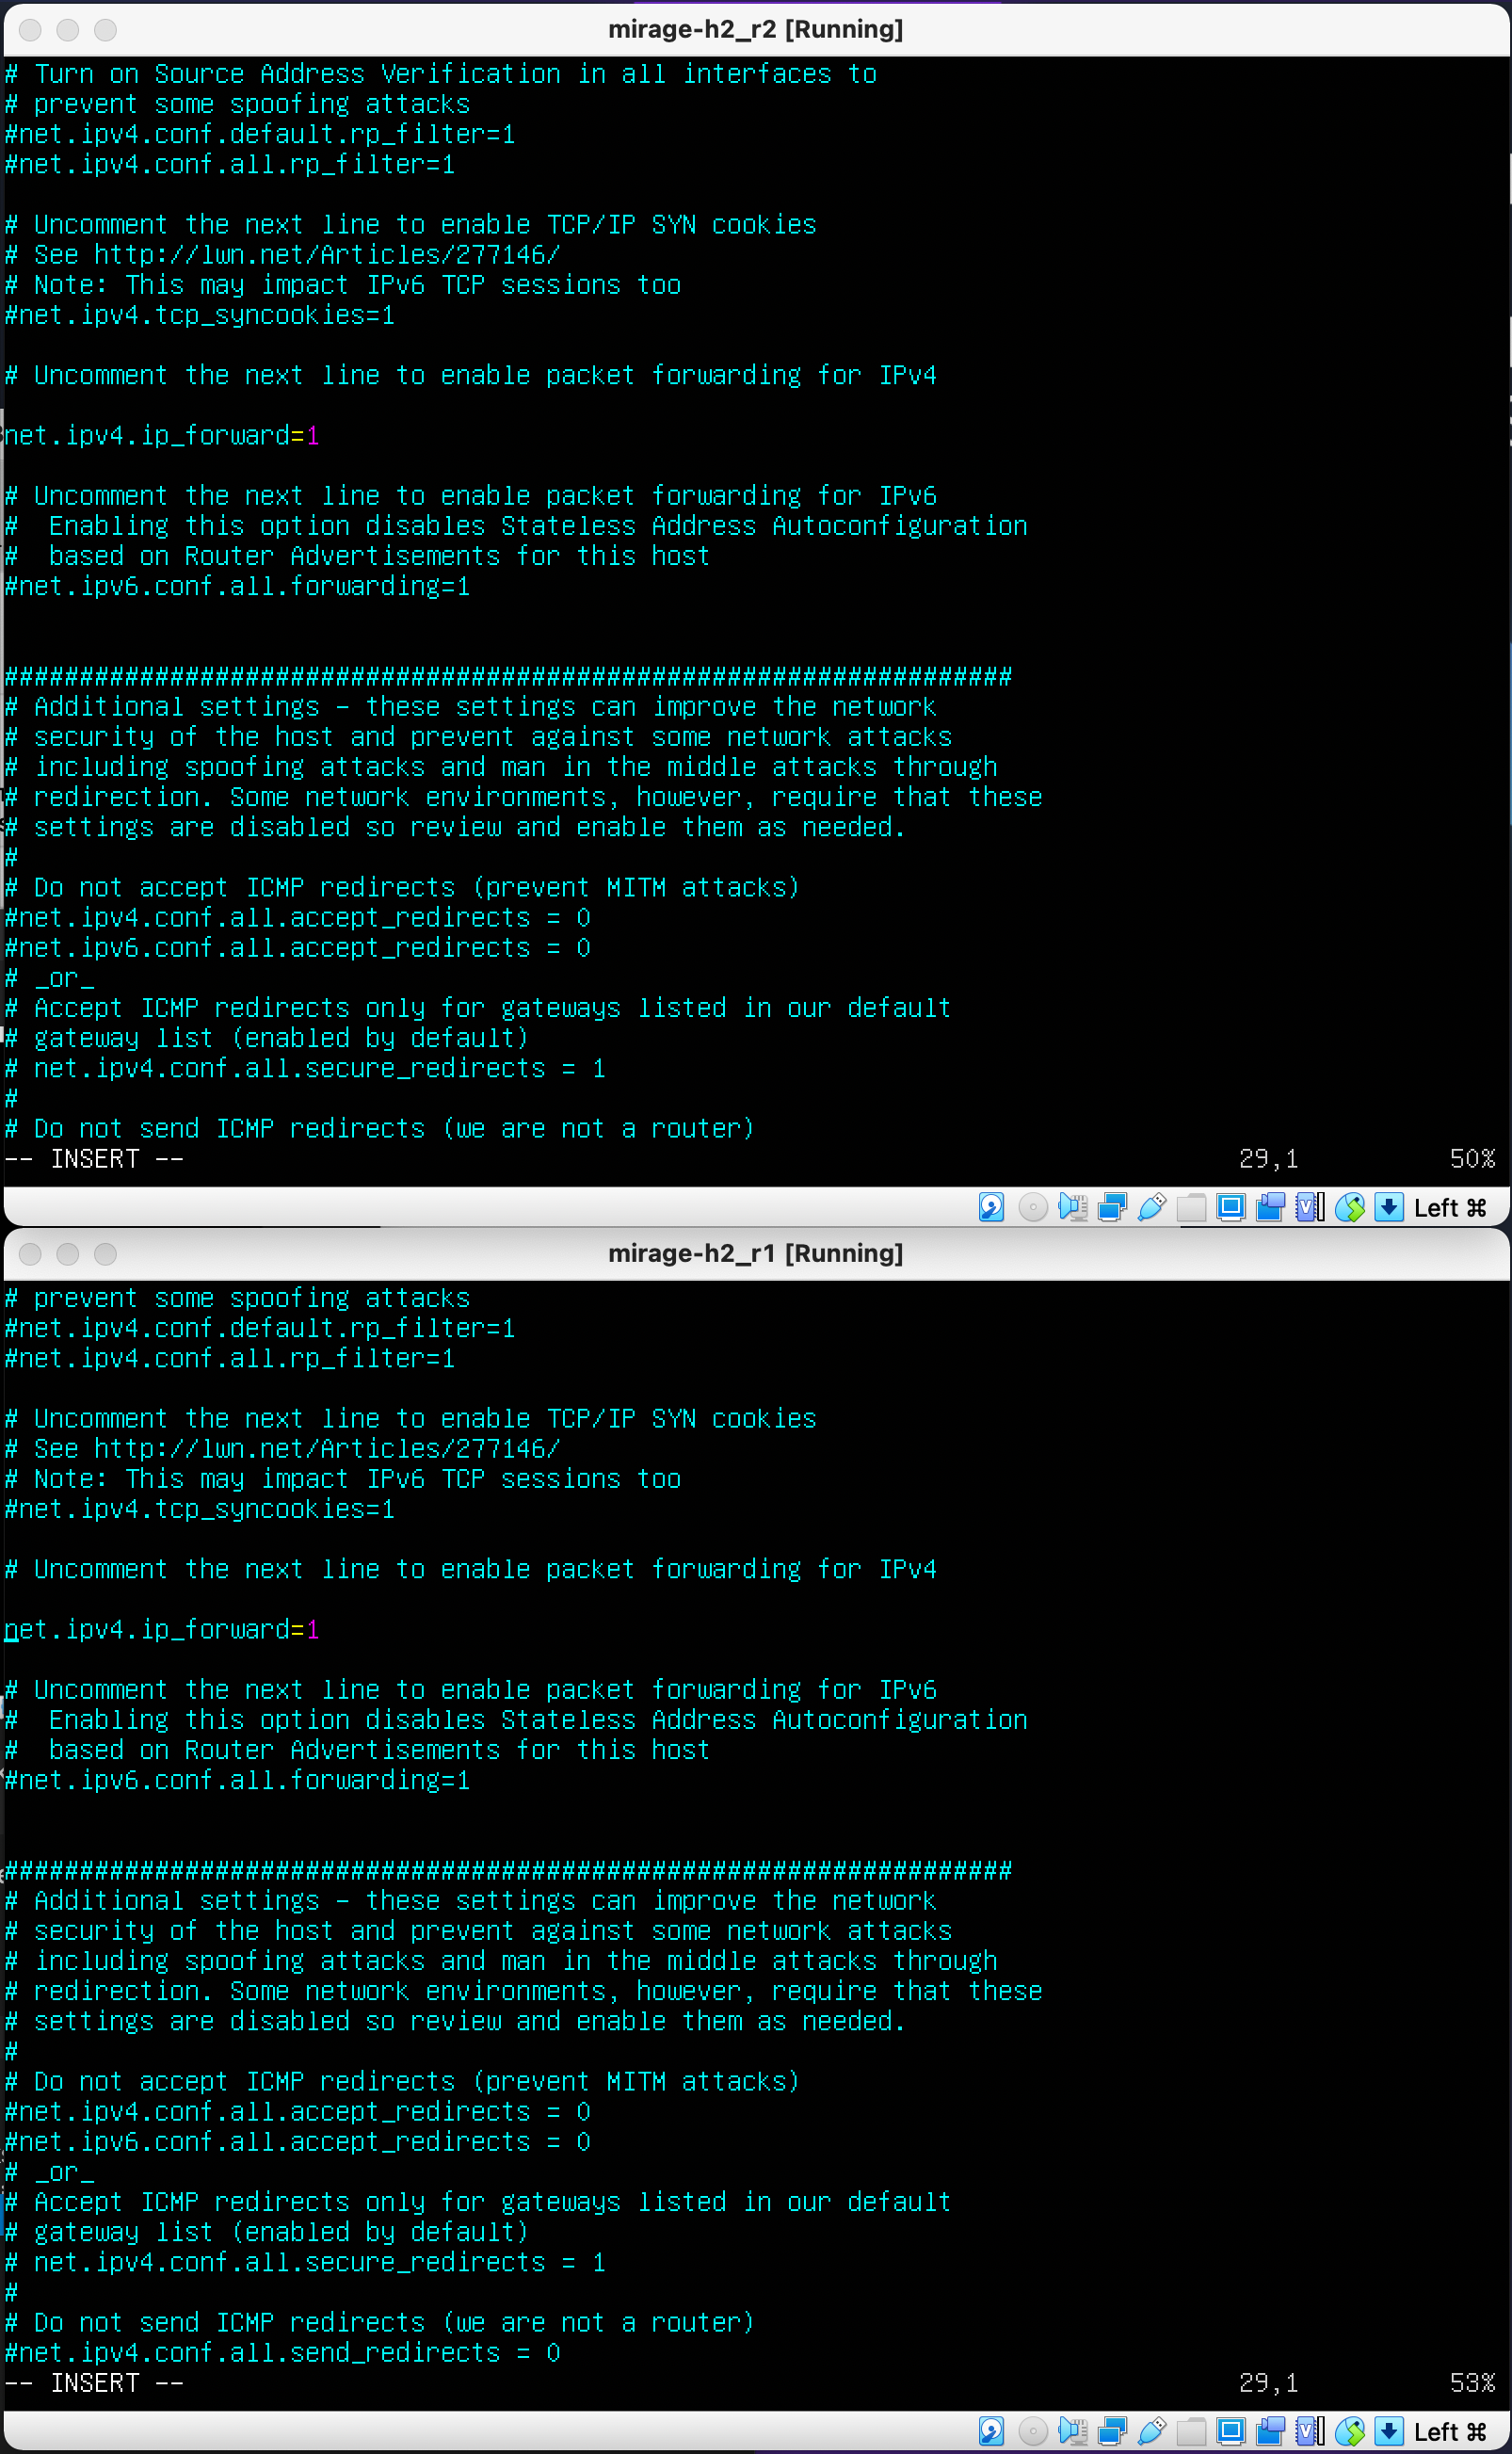 mirage-h2_r2 [Running]
# Turn on Source Address Verification in all interfaces to
# prevent some spoofing attacks
#net.ipv4.conf.default.rp_filter=1
#net.ipv4.conf.all.rp_filter=1
# Uncomment the next line to enable TCP/IP SYN cookies
# See http://lwn.net/Articles/277146/
# Note: This may impact IPv6 TCP sessions too
#net.ipv4.tcp_syncookies=1
# Uncomment the next line to enable packet forwarding for IPv4
net.ipv4.ip_forward=1
# Uncomment the next line to enable packet forwarding for IPv6
#  Enabling this option disables Stateless Address Autoconfiguration
#  based on Router Advertisements for this host
#net.ipv6.conf.all.forwarding=1
###################################################################
# Additional settings - these settings can improve the network
# security of the host and prevent against some network attacks
# including spoofing attacks and man in the middle attacks through
# redirection. Some network environments, however, require that these
# settings are disabled so review and enable them as needed.
#
# Do not accept ICMP redirects (prevent MITM attacks)
#net.ipv4.conf.all.accept_redirects = 0
#net.ipv6.conf.all.accept_redirects = 0
# _or_
# Accept ICMP redirects only for gateways listed in our default
# gateway list (enabled by default)
# net.ipv4.conf.all.secure_redirects = 1
#
# Do not send ICMP redirects (we are not a router)
-- INSERT -- 29,1 50%
Left ⌘
mirage-h2_r1 [Running]
# prevent some spoofing attacks
#net.ipv4.conf.default.rp_filter=1
#net.ipv4.conf.all.rp_filter=1
# Uncomment the next line to enable TCP/IP SYN cookies
# See http://lwn.net/Articles/277146/
# Note: This may impact IPv6 TCP sessions too
#net.ipv4.tcp_syncookies=1
# Uncomment the next line to enable packet forwarding for IPv4
net.ipv4.ip_forward=1
# Uncomment the next line to enable packet forwarding for IPv6
#  Enabling this option disables Stateless Address Autoconfiguration
#  based on Router Advertisements for this host
#net.ipv6.conf.all.forwarding=1
###################################################################
# Additional settings - these settings can improve the network
# security of the host and prevent against some network attacks
# including spoofing attacks and man in the middle attacks through
# redirection. Some network environments, however, require that these
# settings are disabled so review and enable them as needed.
#
# Do not accept ICMP redirects (prevent MITM attacks)
#net.ipv4.conf.all.accept_redirects = 0
#net.ipv6.conf.all.accept_redirects = 0
# _or_
# Accept ICMP redirects only for gateways listed in our default
# gateway list (enabled by default)
# net.ipv4.conf.all.secure_redirects = 1
#
# Do not send ICMP redirects (we are not a router)
#net.ipv4.conf.all.send_redirects = 0
-- INSERT -- 29,1 53%
Left ⌘